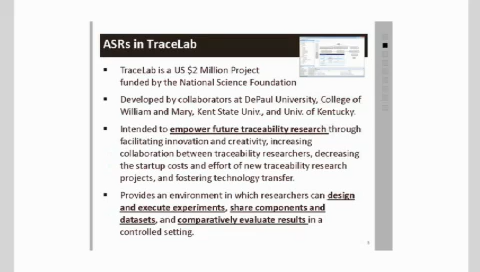 ASRs in TraceLab
▪ TraceLab is a US $2 Million Project
funded by the National Science Foundation
▪ Developed by collaborators at DePaul University, College of
William and Mary, Kent State Univ., and Univ. of Kentucky.
▪ Intended to empower future traceability research through
facilitating innovation and creativity, increasing
collaboration between traceability researchers, decreasing
the startup costs and effort of new traceability research
projects, and fostering technology transfer.
▪ Provides an environment in which researchers can design
and execute experiments, share components and
datasets, and comparatively evaluate results in a
controlled setting.